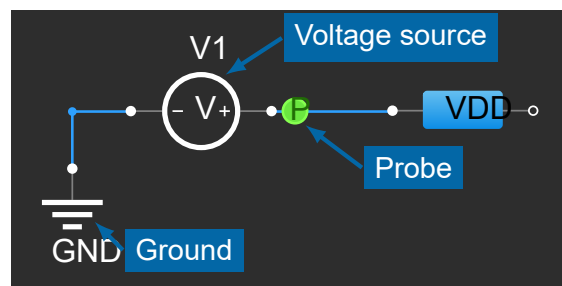 V1
Voltage source
− V+
P
VDD
Probe
GND
Ground